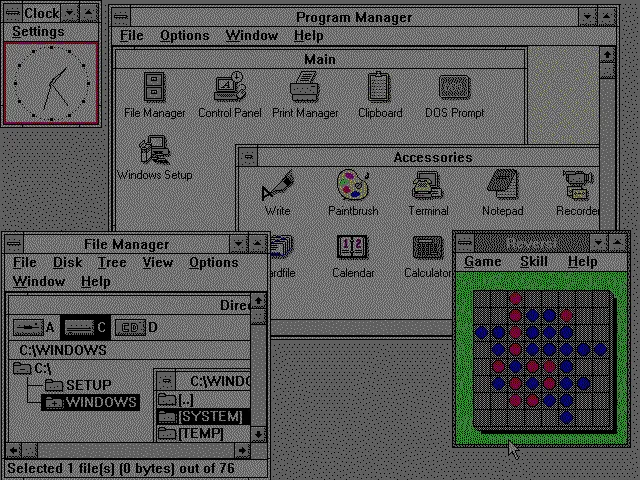 Clock
Settings
Program Manager
File Options Window Help
Main
File Manager
Control Panel
Print Manager
Clipboard
DOS Prompt
Windows Setup
Accessories
Write
Paintbrush
Terminal
Notepad
Recorder
ardfile
Calendar
Calculator
File Manager
File Disk Tree View Options
Window Help
Direc
A C D
C:\WINDOWS
C:\
SETUP
WINDOWS
C:\WINDO
[..]
[SYSTEM]
[TEMP]
Selected 1 file(s) (0 bytes) out of 76
Reversi
Game Skill Help